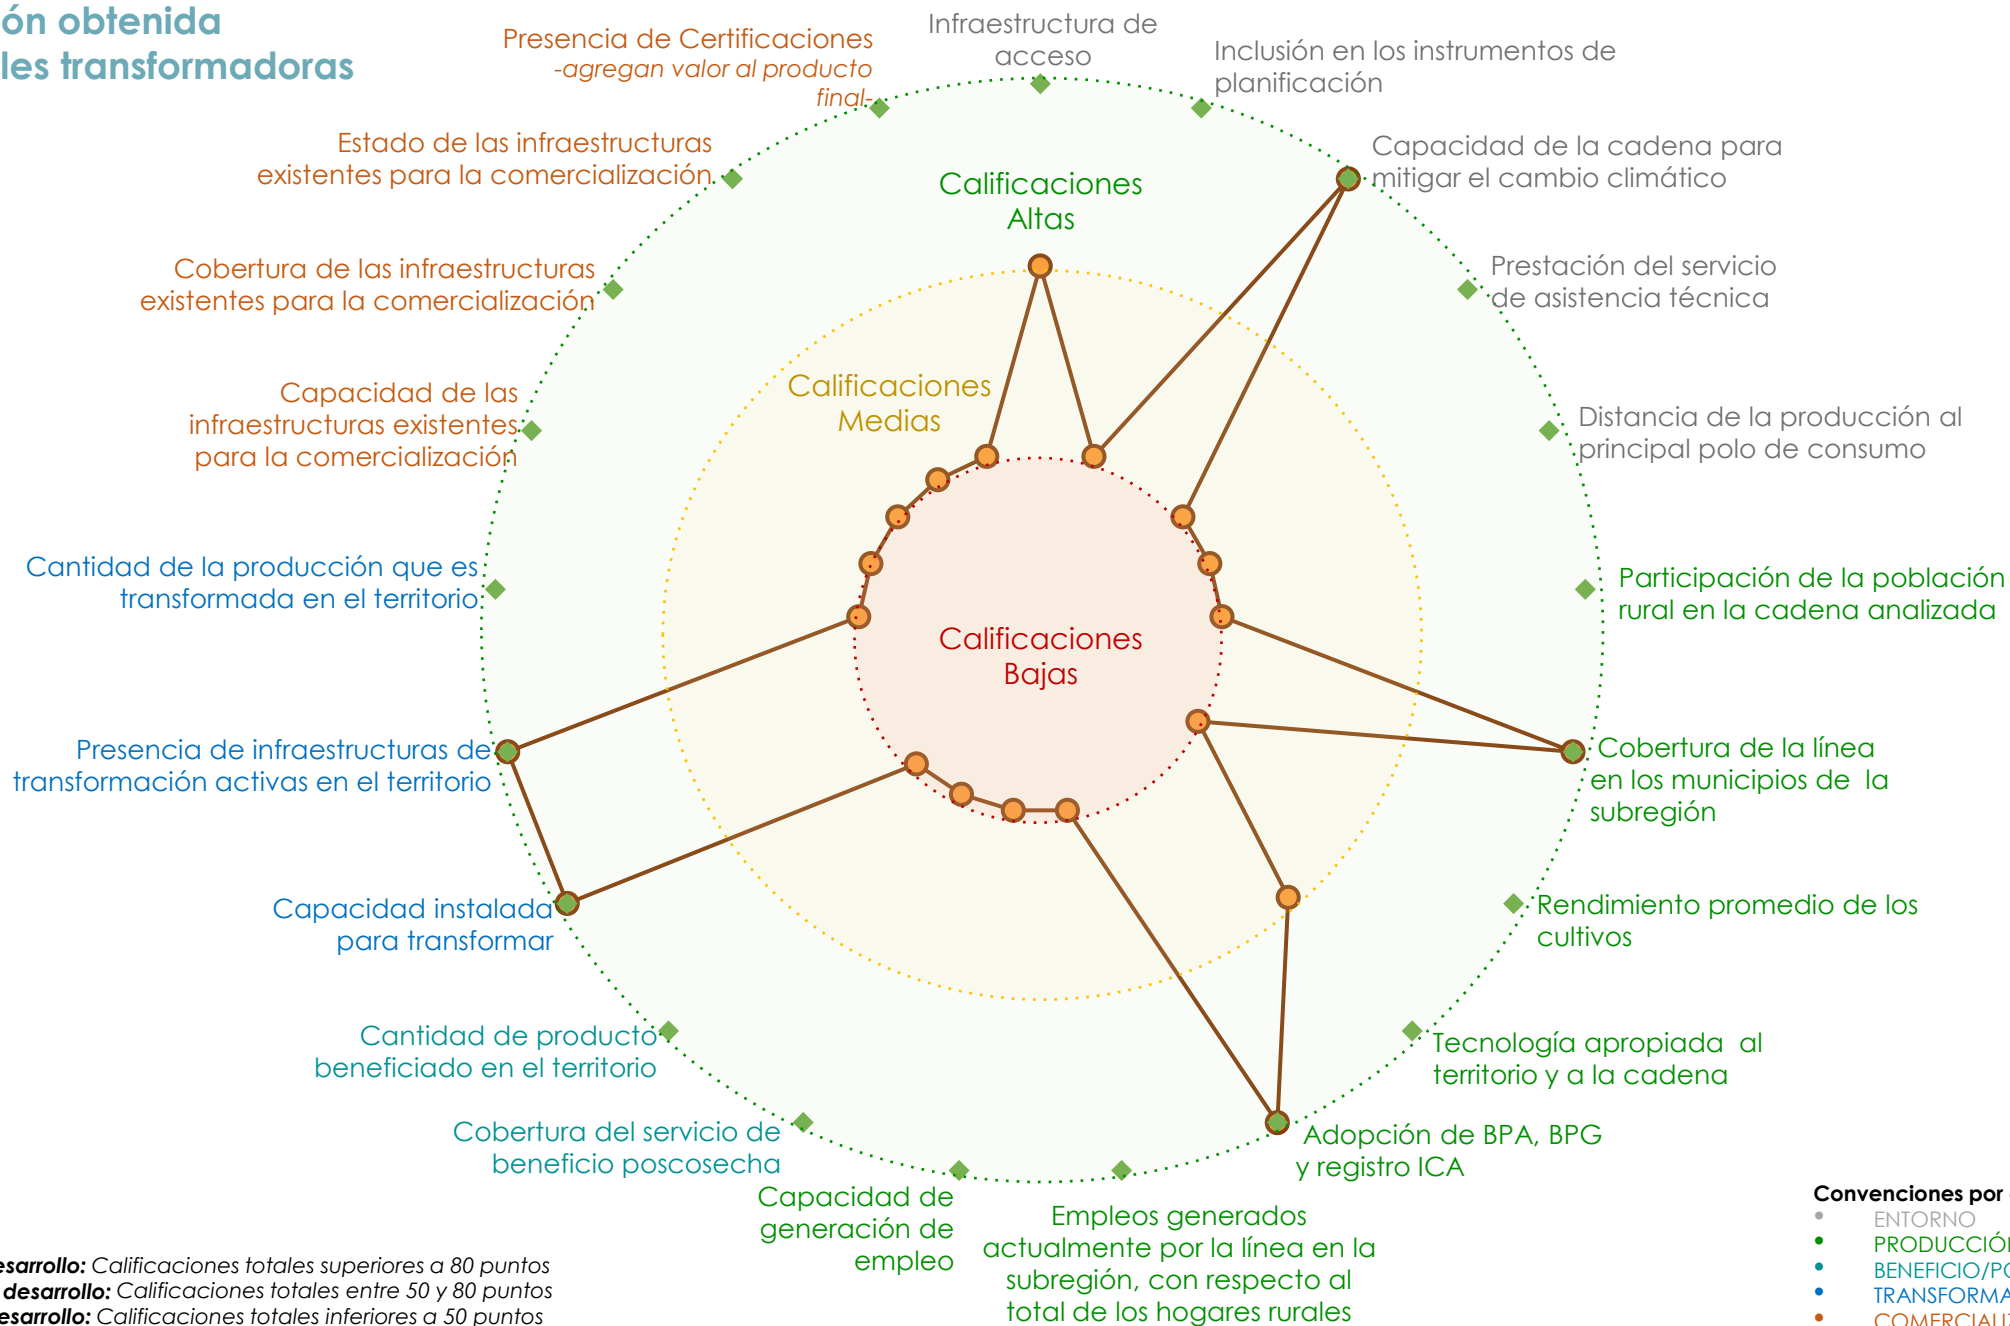 ón obtenida
les transformadoras
Infraestructura de
acceso
Inclusión en los instrumentos de
planificación
Capacidad de la cadena para
mitigar el cambio climático
Prestación del servicio
de asistencia técnica
Distancia de la producción al
principal polo de consumo
Participación de la población
rural en la cadena analizada
Cobertura de la línea
en los municipios de la
subregión
Rendimiento promedio de los
cultivos
Tecnología apropiada al
territorio y a la cadena
Adopción de BPA, BPG
y registro ICA
Empleos generados
actualmente por la línea en la
subregión, con respecto al
total de los hogares rurales
Capacidad de
generación de
empleo
Cobertura del servicio de
beneficio poscosecha
Cantidad de producto
beneficiado en el territorio
Capacidad instalada
para transformar
Presencia de infraestructuras de
transformación activas en el territorio
Cantidad de la producción que es
transformada en el territorio
Capacidad de las
infraestructuras existentes
para la comercialización
Cobertura de las infraestructuras
existentes para la comercialización
Estado de las infraestructuras
existentes para la comercialización
Presencia de Certificaciones
-agregan valor al producto
final-
Calificaciones
Altas
Calificaciones
Medias
Calificaciones
Bajas
esarrollo: Calificaciones totales superiores a 80 puntos
desarrollo: Calificaciones totales entre 50 y 80 puntos
esarrollo: Calificaciones totales inferiores a 50 puntos
Convenciones por
• ENTORNO
• PRODUCCIÓN
• BENEFICIO/PO
• TRANSFORMA
• COMERCIALIZ